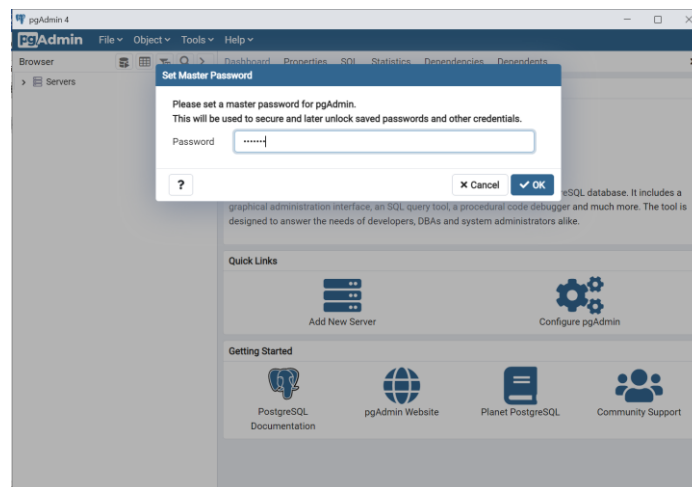 pgAdmin 4
pgAdmin File Object Tools Help
Browser
Dashboard Properties SQL Statistics Dependencies Dependents
Servers
Set Master Password
Please set a master password for pgAdmin.
This will be used to secure and later unlock saved passwords and other credentials.
Password
?
Cancel
OK
eSQL database. It includes a
graphical administration interface, an SQL query tool, a procedural code debugger and much more. The tool is
designed to answer the needs of developers, DBAs and system administrators alike.
Quick Links
Add New Server
Configure pgAdmin
Getting Started
PostgreSQL
Documentation
pgAdmin Website
Planet PostgreSQL
Community Support